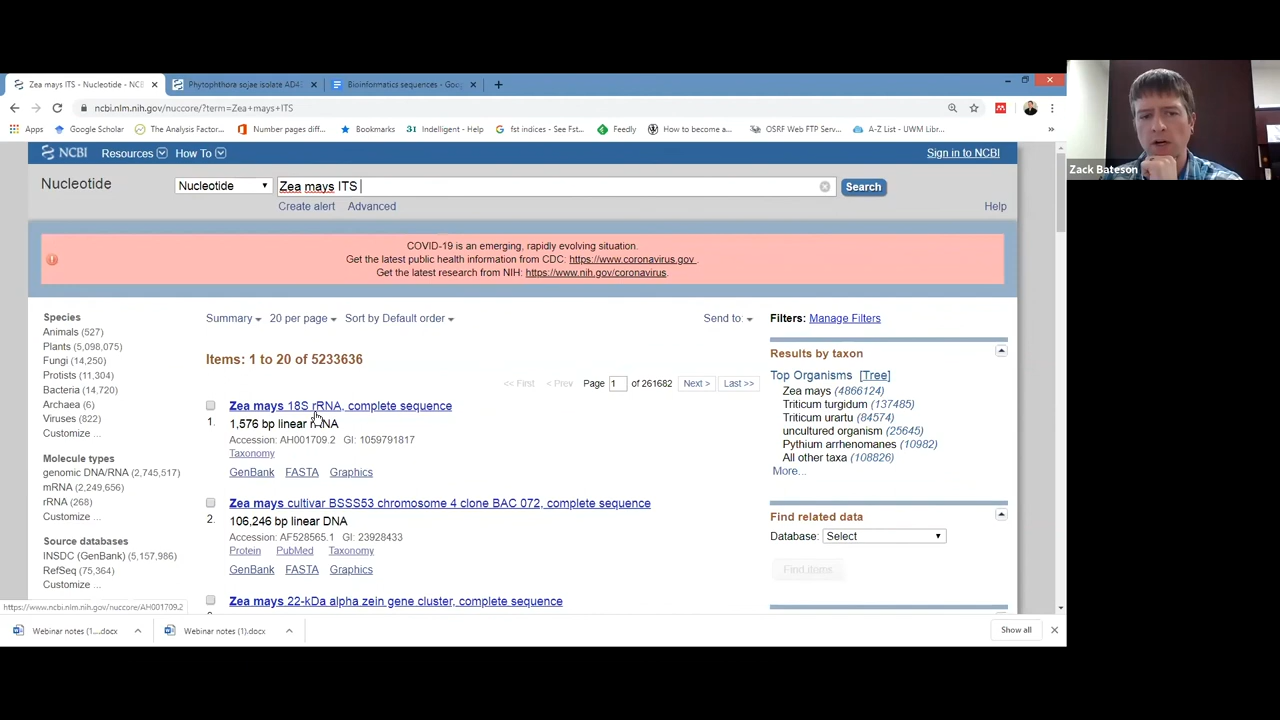 Zea mays ITS - Nucleotide - NCB
Phytophthora sojae isolate AD4
Bioinformatics sequences - Goo
ncbi.nlm.nih.gov/nuccore/?term=Zea+mays+ITS
Apps
Google Scholar
The Analysis Factor...
Number pages diff...
Bookmarks
Indelligent - Help
fst indices - See Fst...
Feedly
How to become a...
OSRF Web FTP Serv...
A-Z List - UWM Libr...
»
Zack Bateson
NCBI
Resources
How To
Sign in to NCBI
Nucleotide
Nucleotide
Zea mays ITS
Search
Create alert
Advanced
Help
COVID-19 is an emerging, rapidly evolving situation.
Get the latest public health information from CDC: https://www.coronavirus.gov .
Get the latest research from NIH: https://www.nih.gov/coronavirus.
Species
Animals (527)
Plants (5,098,075)
Fungi (14,250)
Protists (11,304)
Bacteria (14,720)
Archaea (6)
Viruses (822)
Customize ...
Molecule types
genomic DNA/RNA (2,745,517)
mRNA (2,249,656)
rRNA (268)
Customize ...
Source databases
INSDC (GenBank) (5,157,986)
RefSeq (75,364)
Customize ...
Summary
20 per page
Sort by Default order
Send to:
Items: 1 to 20 of 5233636
<< First
< Prev
Page 1 of 261682
Next >
Last >>
Zea mays 18S rRNA, complete sequence
1.
1,576 bp linear
Accession: AH001709.2 GI: 1059791817
Taxonomy
GenBank FASTA Graphics
Zea mays cultivar BSSS53 chromosome 4 clone BAC 072, complete sequence
2.
106,246 bp linear DNA
Accession: AF528565.1 GI: 23928433
Protein PubMed Taxonomy
GenBank FASTA Graphics
Zea mays 22-kDa alpha zein gene cluster, complete sequence
Filters: Manage Filters
Results by taxon
Top Organisms [Tree]
Zea mays (4866124)
Triticum turgidum (137485)
Triticum urartu (84574)
uncultured organism (25645)
Pythium arrhenomanes (10982)
All other taxa (108826)
More...
Find related data
Database: Select
Find items
https://www.ncbi.nlm.nih.gov/nuccore/AH001709.2
Webinar notes (1....docx
Webinar notes (1).docx
Show all